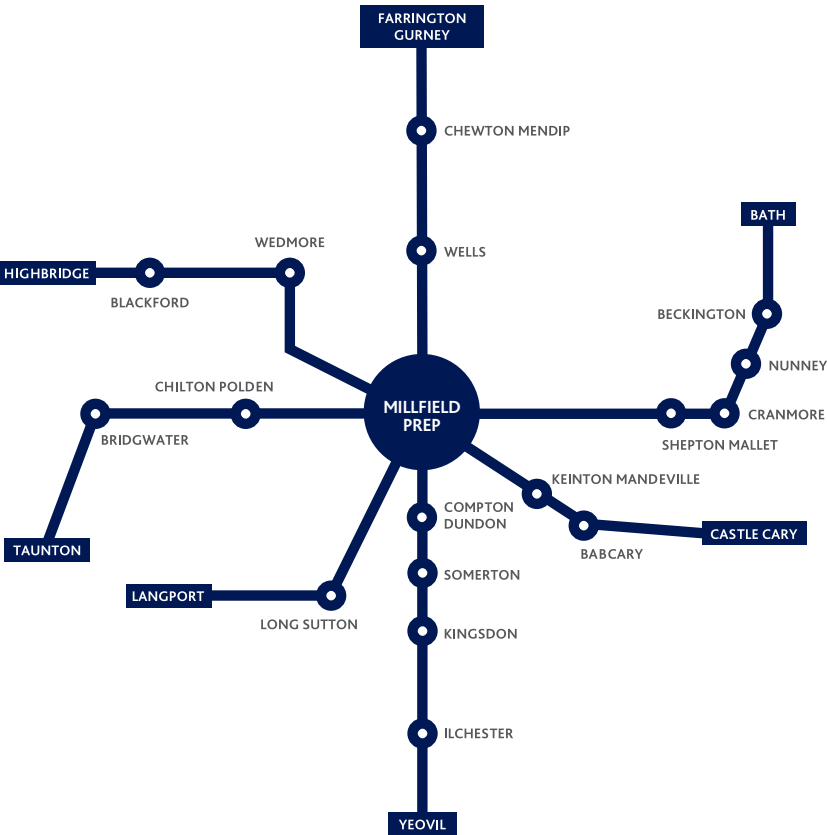 FARRINGTON
GURNEY
CHEWTON MENDIP
BATH
WEDMORE
WELLS
HIGHBRIDGE
BLACKFORD
BECKINGTON
NUNNEY
CHILTON POLDEN
MILLFIELD
PREP
CRANMORE
BRIDGWATER
SHEPTON MALLET
KEINTON MANDEVILLE
COMPTON
DUNDON
CASTLE CARY
TAUNTON
BABCARY
SOMERTON
LANGPORT
LONG SUTTON
KINGSDON
ILCHESTER
YEOVIL